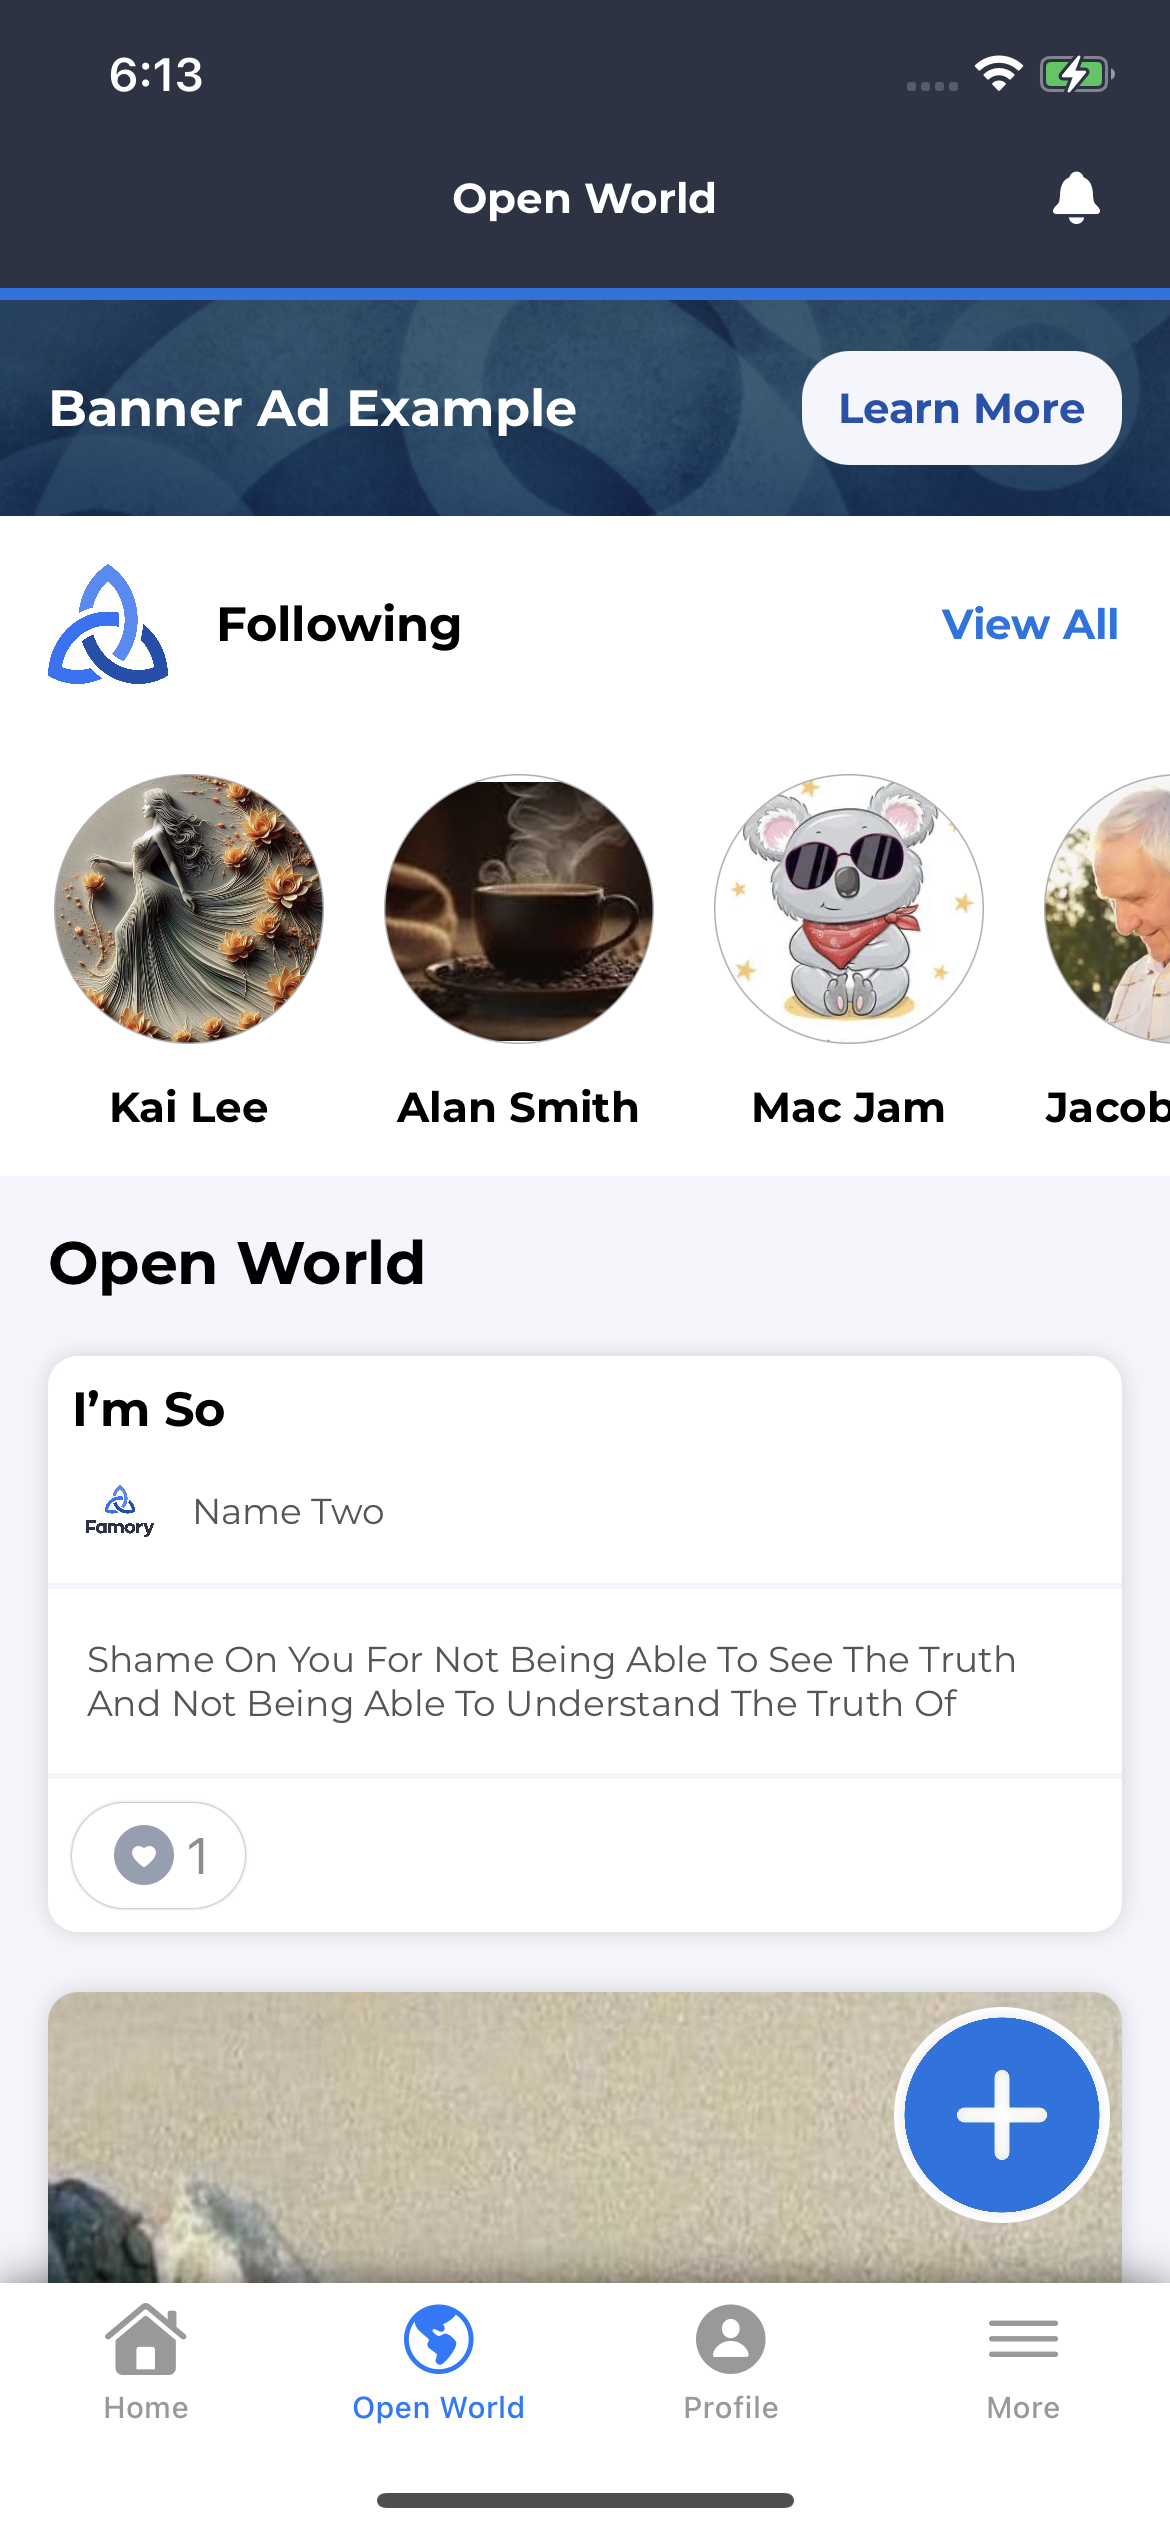 6:13
Open World
Banner Ad Example
Learn More
Following
View All
Kai Lee
Alan Smith
Mac Jam
Jacob
Open World
I’m So
Famory
Name Two
Shame On You For Not Being Able To See The Truth
And Not Being Able To Understand The Truth Of
1
Home
Open World
Profile
More